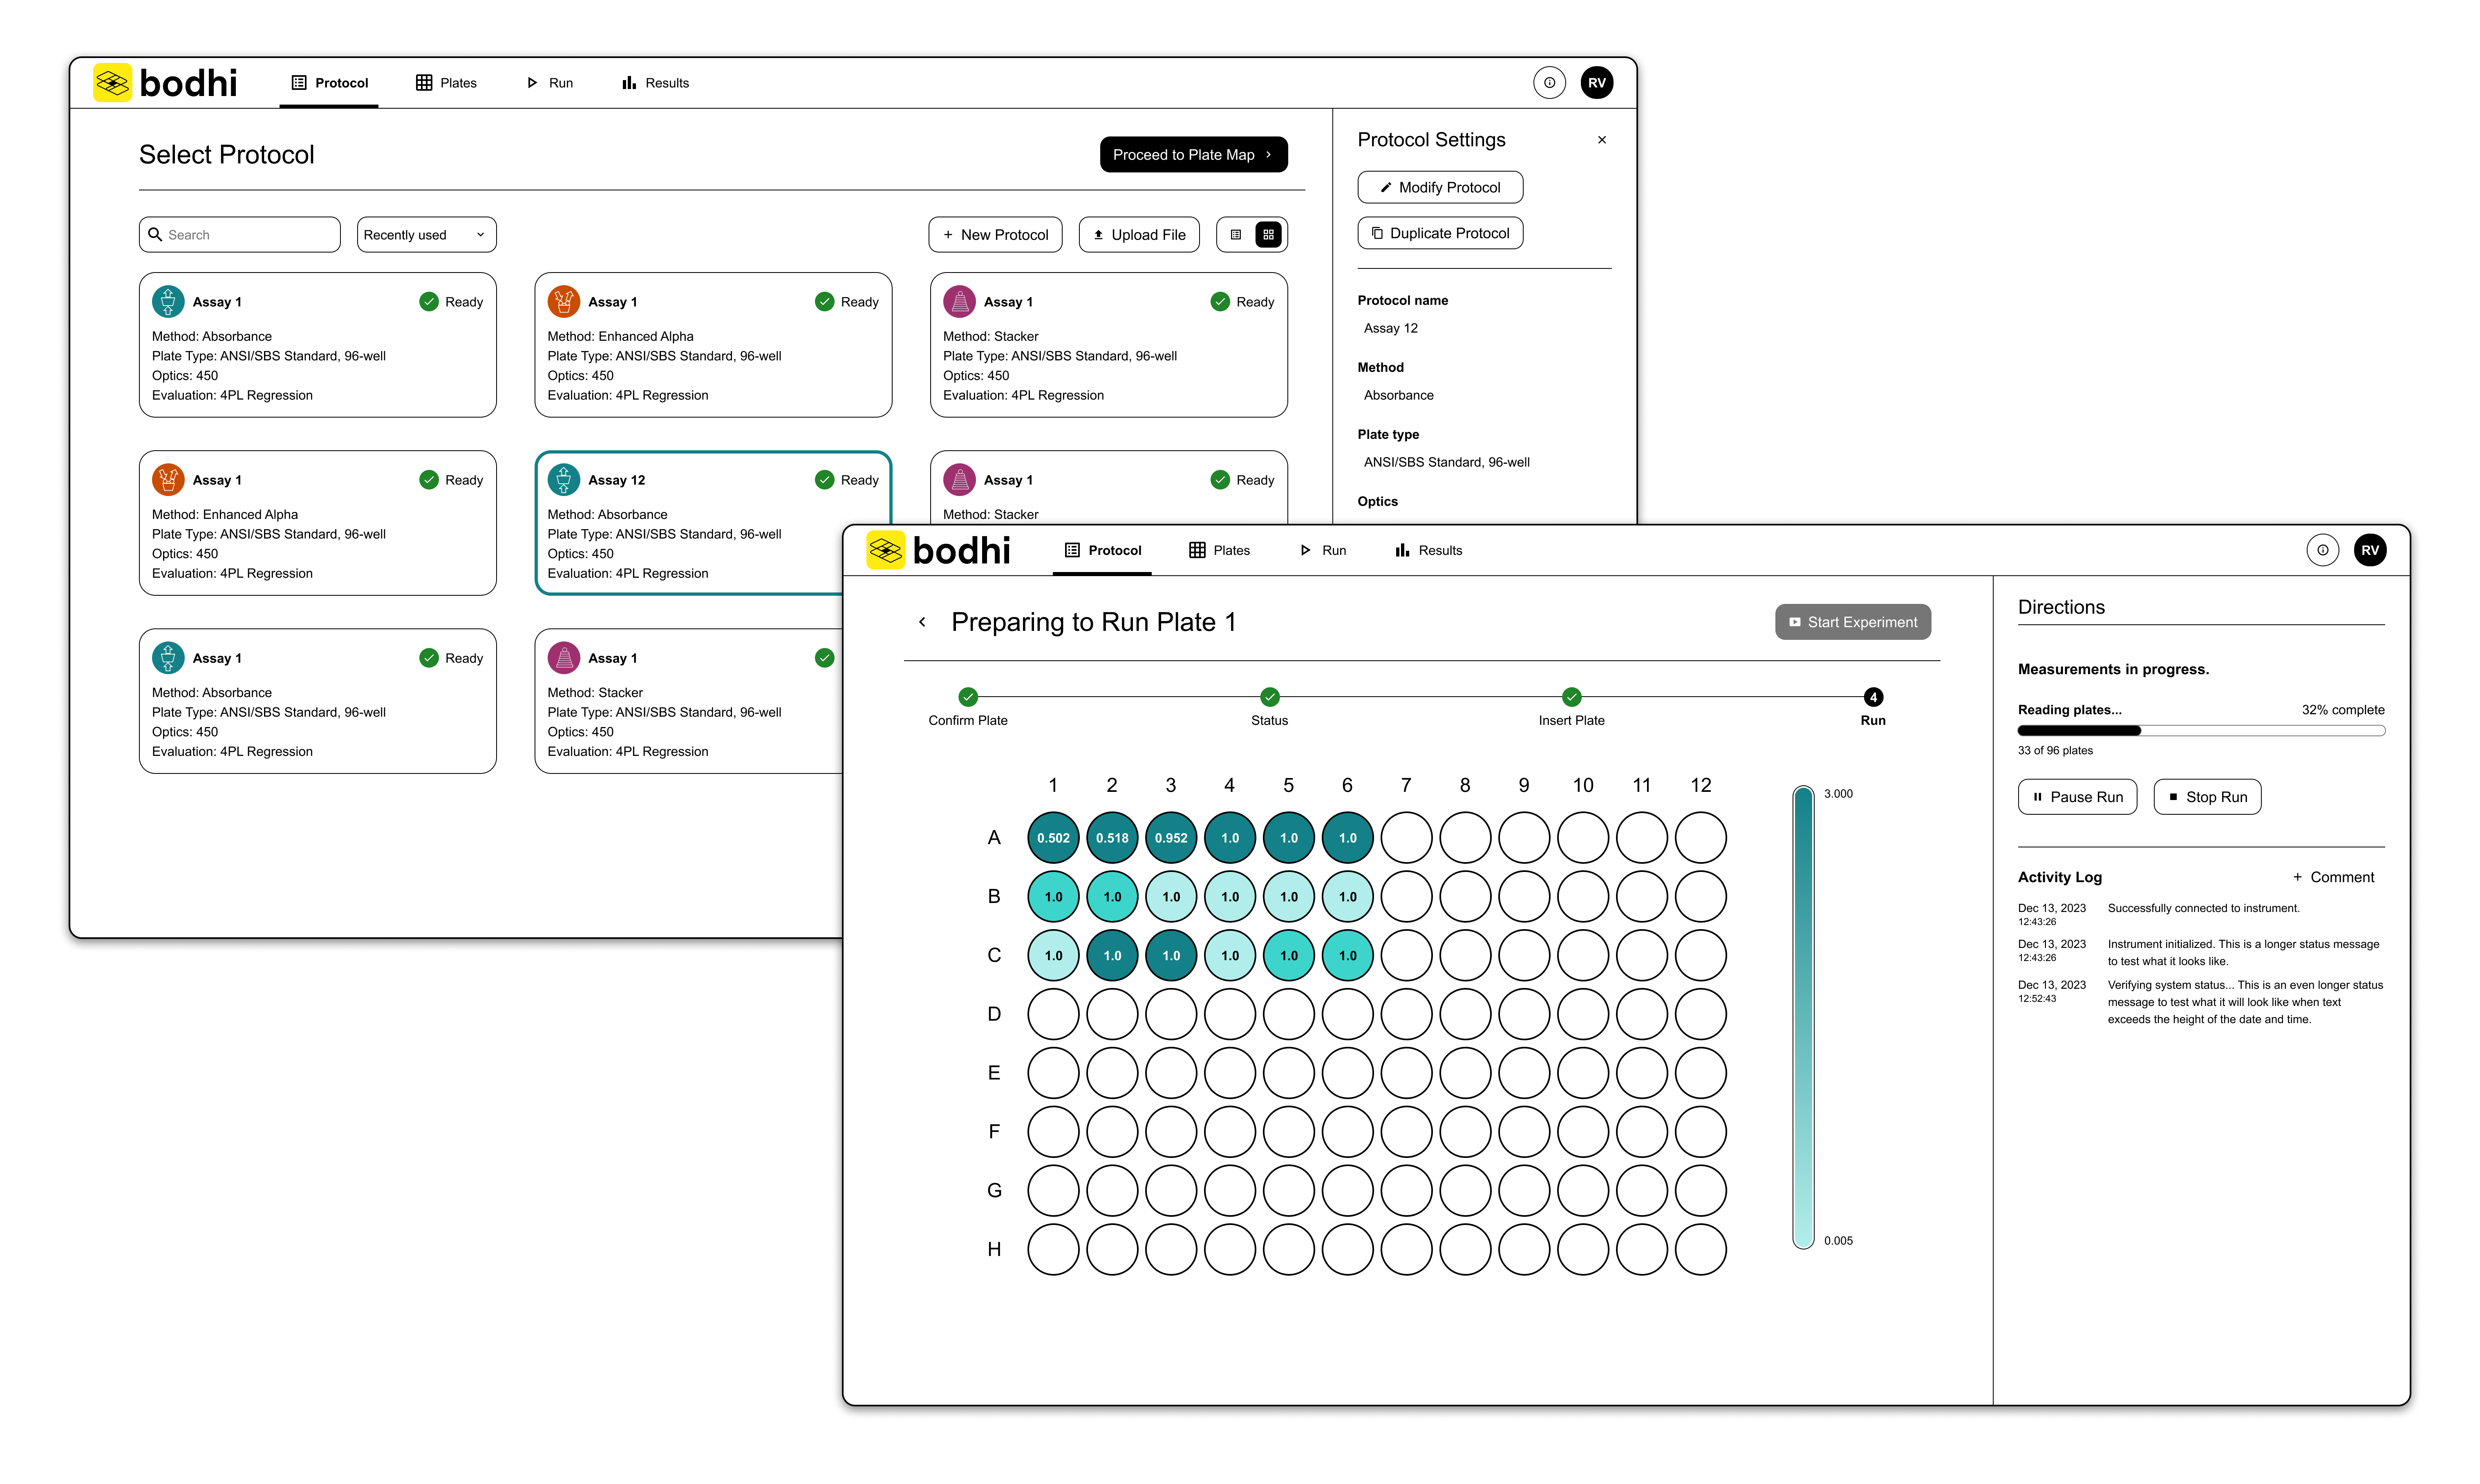 bodhi
Protocol
Plates
Run
Results
RV
Select Protocol
Proceed to Plate Map
Search
Recently used
New Protocol
Upload File
Assay 1
Ready
Method: Absorbance
Plate Type: ANSI/SBS Standard, 96-well
Optics: 450
Evaluation: 4PL Regression
Assay 1
Ready
Method: Enhanced Alpha
Plate Type: ANSI/SBS Standard, 96-well
Optics: 450
Evaluation: 4PL Regression
Assay 1
Ready
Method: Stacker
Plate Type: ANSI/SBS Standard, 96-well
Optics: 450
Evaluation: 4PL Regression
Assay 1
Ready
Method: Enhanced Alpha
Plate Type: ANSI/SBS Standard, 96-well
Optics: 450
Evaluation: 4PL Regression
Assay 12
Ready
Method: Absorbance
Plate Type: ANSI/SBS Standard, 96-well
Optics: 450
Evaluation: 4PL Regression
Assay 1
Ready
Method: Stacker
Assay 1
Ready
Method: Absorbance
Plate Type: ANSI/SBS Standard, 96-well
Optics: 450
Evaluation: 4PL Regression
Assay 1
Method: Stacker
Plate Type: ANSI/SBS Standard, 96-well
Optics: 450
Evaluation: 4PL Regression
Protocol Settings
Modify Protocol
Duplicate Protocol
Protocol name
Assay 12
Method
Absorbance
Plate type
ANSI/SBS Standard, 96-well
Optics
bodhi
Protocol
Plates
Run
Results
RV
Preparing to Run Plate 1
Start Experiment
Confirm Plate
Status
Insert Plate
4
Run
1 2 3 4 5 6 7 8 9 10 11 12
A 0.502 0.518 0.952 1.0 1.0 1.0
B 1.0 1.0 1.0 1.0 1.0 1.0
C 1.0 1.0 1.0 1.0 1.0 1.0
D
E
F
G
H
3.000
0.005
Directions
Measurements in progress.
Reading plates... 32% complete
33 of 96 plates
Pause Run
Stop Run
Activity Log
+ Comment
Dec 13, 2023
12:43:26
Successfully connected to instrument.
Dec 13, 2023
12:43:26
Instrument initialized. This is a longer status message
to test what it looks like.
Dec 13, 2023
12:52:43
Verifying system status... This is an even longer status
message to test what it will look like when text
exceeds the height of the date and time.